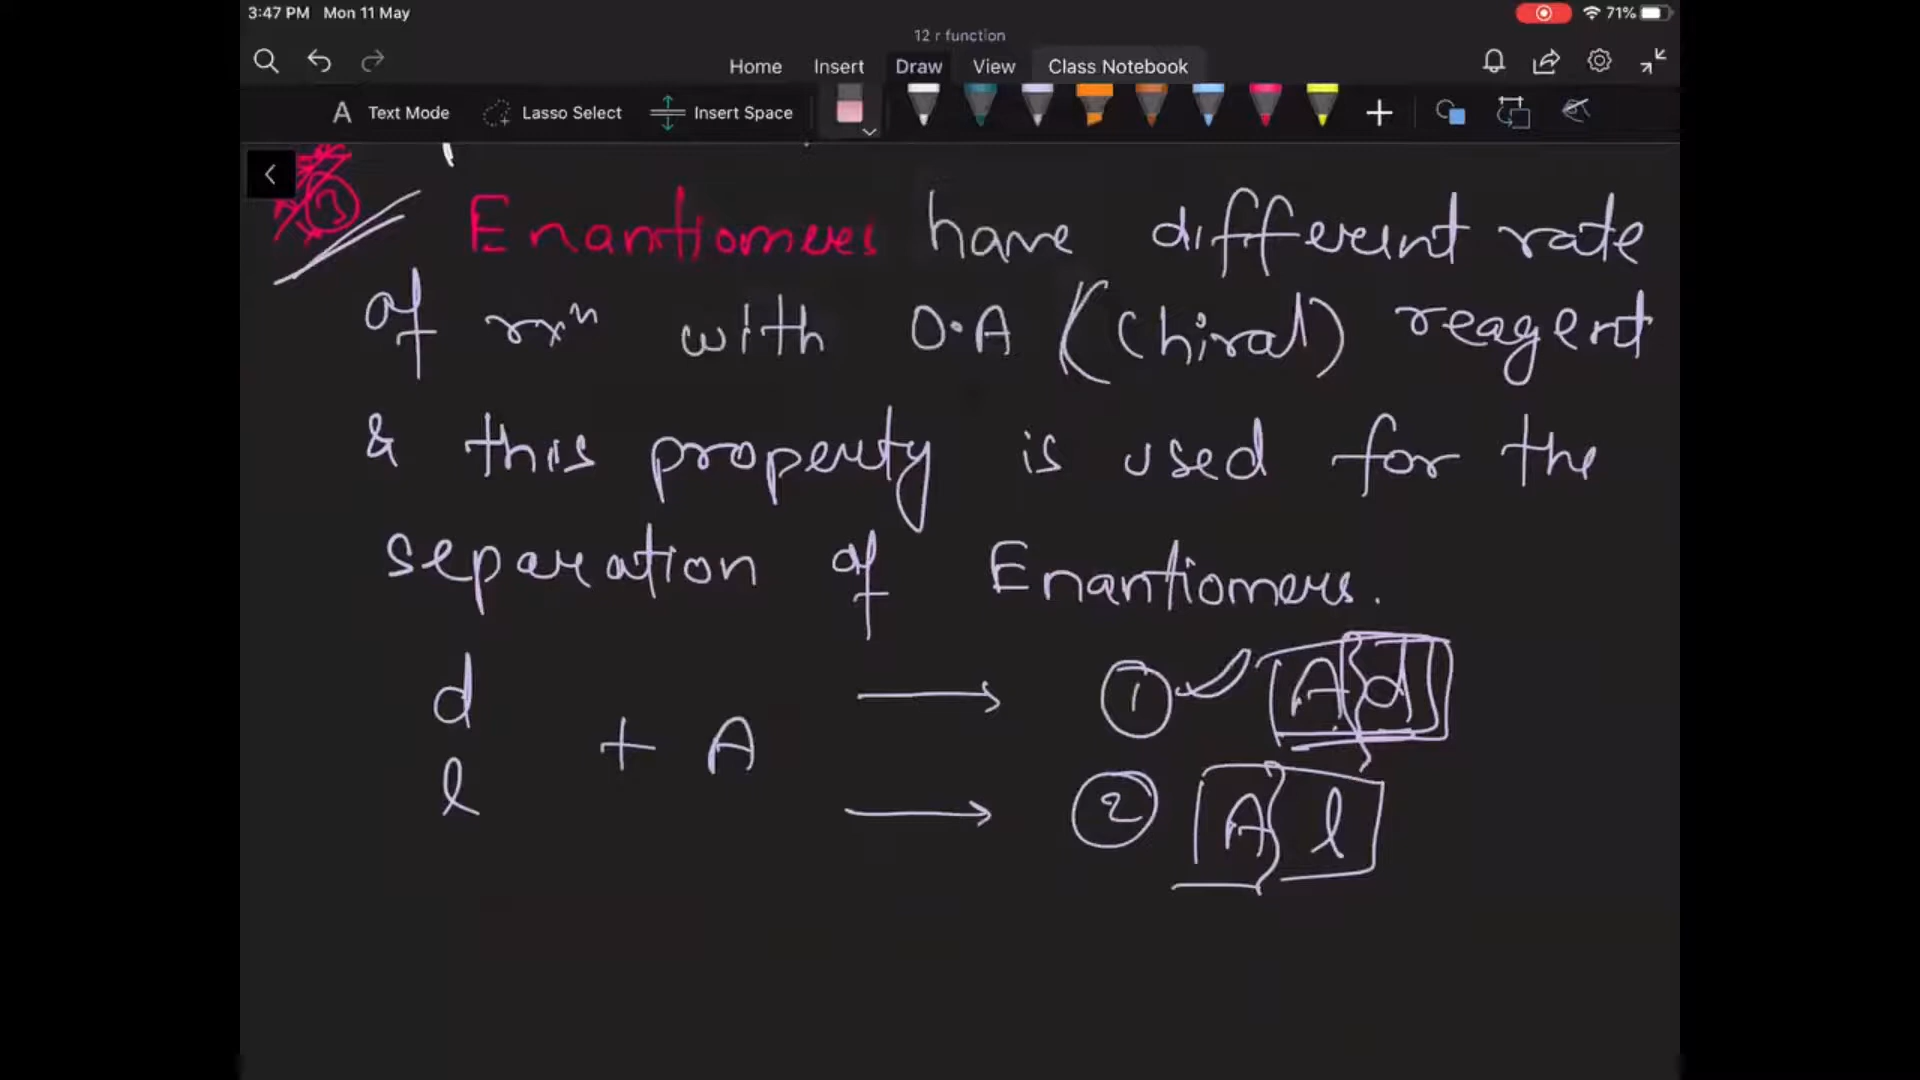 3:47 PM Mon 11 May 71%
12 r function
Home Insert Draw View Class Notebook
A Text Mode Lasso Select Insert Space
3 Enantiomers have different rate
of rxⁿ with O.A (Chiral) reagent
& this property is used for the
separation of Enantiomers.
d → 1 A d
+ A
l → 2 A l